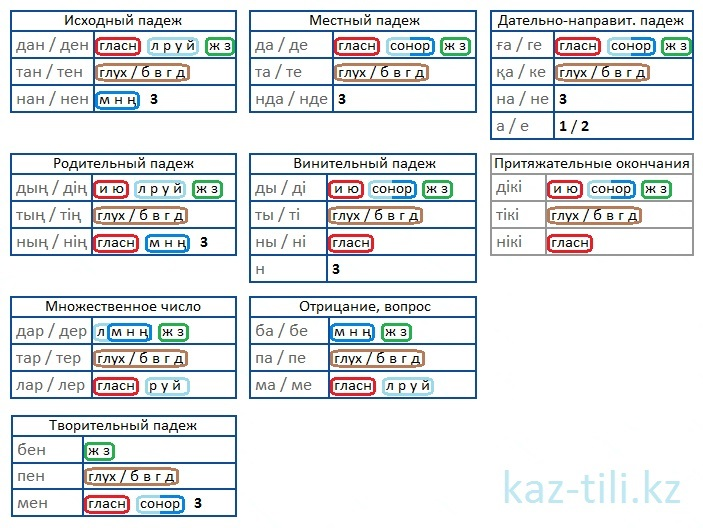 Исходный падеж
дан / ден гласн л р у й ж з
тан / тен глух / б в г д
нан / нен м н ң 3
Местный падеж
да / де гласн сонор ж з
та / те глух / б в г д
нда / нде 3
Дательно-направит. падеж
ға / ге гласн сонор ж з
қа / ке глух / б в г д
на / не 3
а / е 1 / 2
Родительный падеж
дың / дің и ю л р у й ж з
тың / тің глух / б в г д
ның / нің гласн м н ң 3
Винительный падеж
ды / ді и ю сонор ж з
ты / ті глух / б в г д
ны / ні гласн
н 3
Притяжательные окончания
дікі и ю сонор ж з
тікі глух / б в г д
нікі гласн
Множественное число
дар / дер л м н ң ж з
тар / тер глух / б в г д
лар / лер гласн р у й
Отрицание, вопрос
ба / бе м н ң ж з
па / пе глух / б в г д
ма / ме гласн л р у й
Творительный падеж
бен ж з
пен глух / б в г д
мен гласн сонор 3
kaz-tili.kz